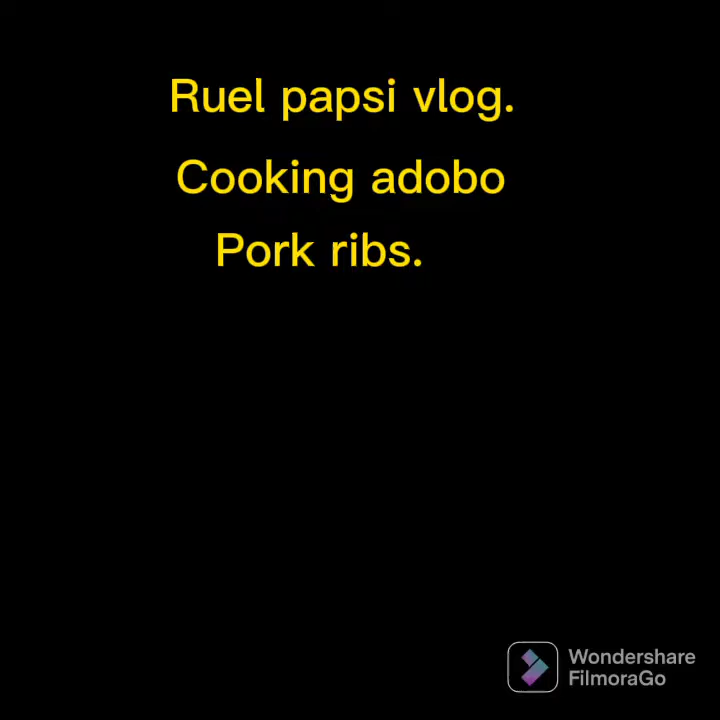 Ruel papsi vlog.
Cooking adobo
Pork ribs.
Wondershare
FilmoraGo